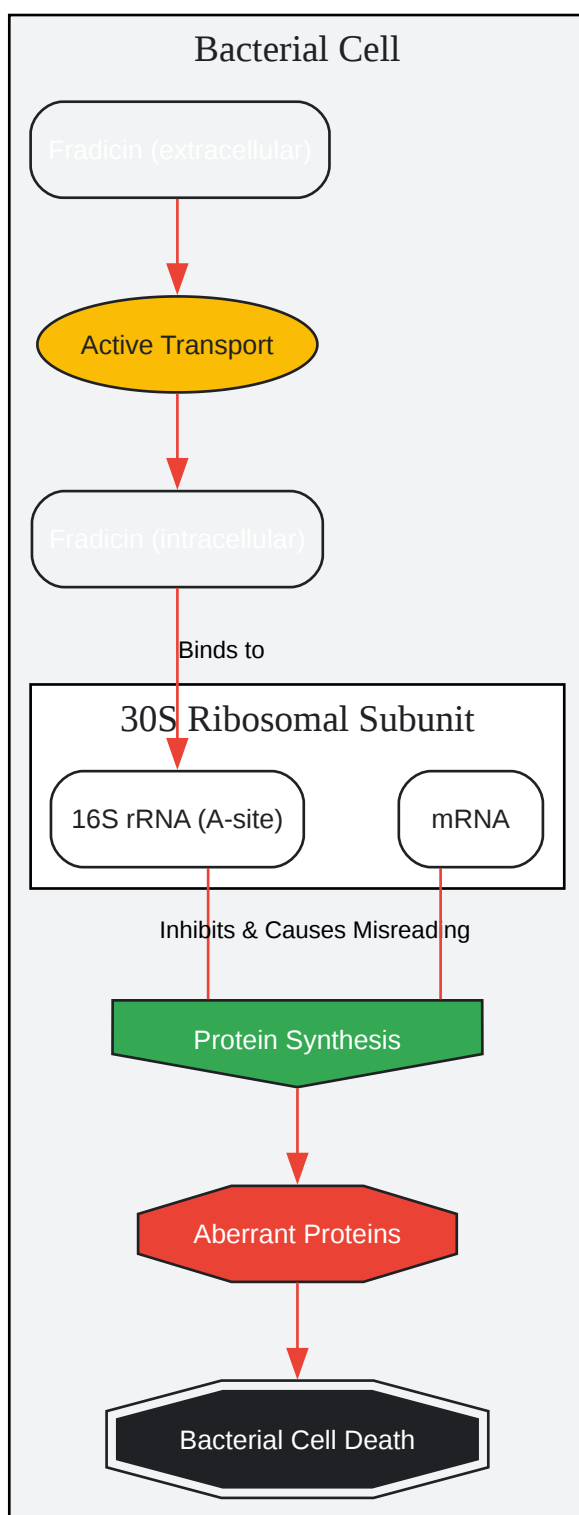 Bacterial Cell
Fradicin (extracellular)
Active Transport
Fradicin (intracellular)
Binds to
30S Ribosomal Subunit
16S rRNA (A-site)
mRNA
Inhibits & Causes Misreading
Protein Synthesis
Aberrant Proteins
Bacterial Cell Death